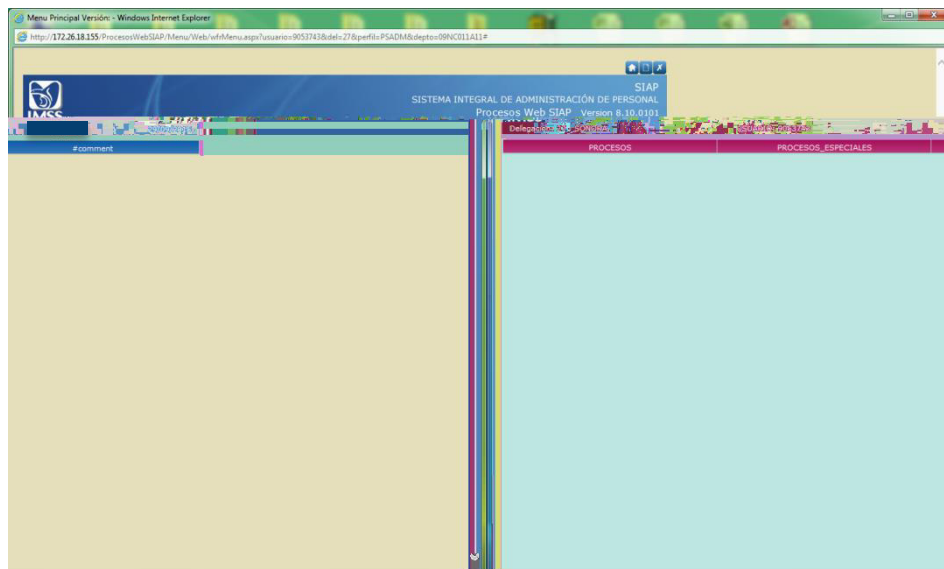 Menu Principal Versión: - Windows Internet Explorer
http://172.26.18.155/ProcesosWebSIAP/Menu/Web/wfrMenu.aspx?usuario=9053743&del=27&perfil=PSADM&depto=09NC011A11#
SIAP
SISTEMA INTEGRAL DE ADMINISTRACIÓN DE PERSONAL
Procesos Web SIAP Version 8.10.0101
IMSS
Delegación:
#comment
PROCESOS
PROCESOS_ESPECIALES